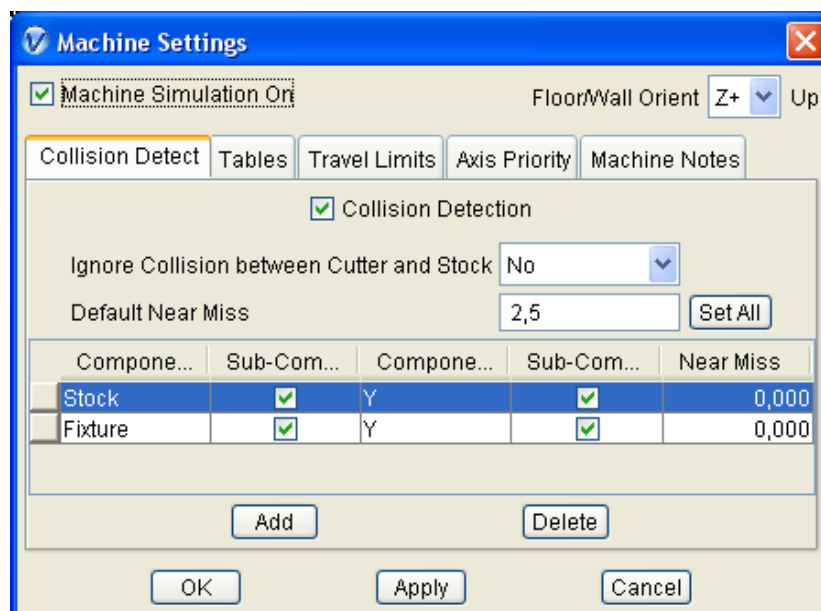 Machine Settings
Machine Simulation On Floor/Wall Orient Z+ Up
Collision Detect Tables Travel Limits Axis Priority Machine Notes
Collision Detection
Ignore Collision between Cutter and Stock No
Default Near Miss 2,5 Set All
Compone... Sub-Com... Compone... Sub-Com... Near Miss
Stock Y 0,000
Fixture Y 0,000
Add Delete
OK Apply Cancel